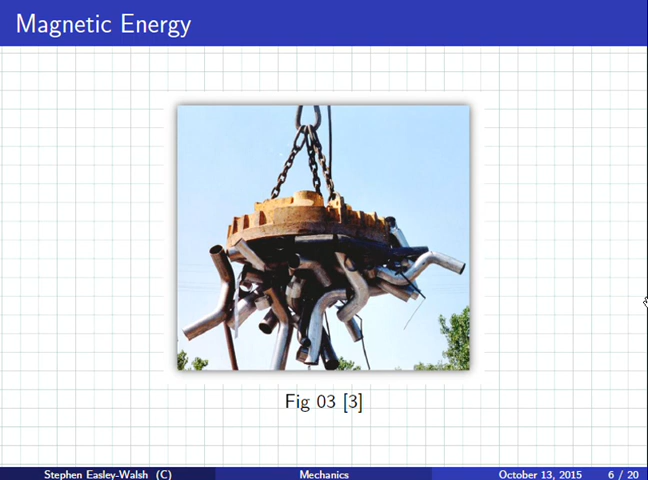 Magnetic Energy
Fig 03 [3]
Stephen Easley-Walsh (C) Mechanics October 13, 2015 6 / 20